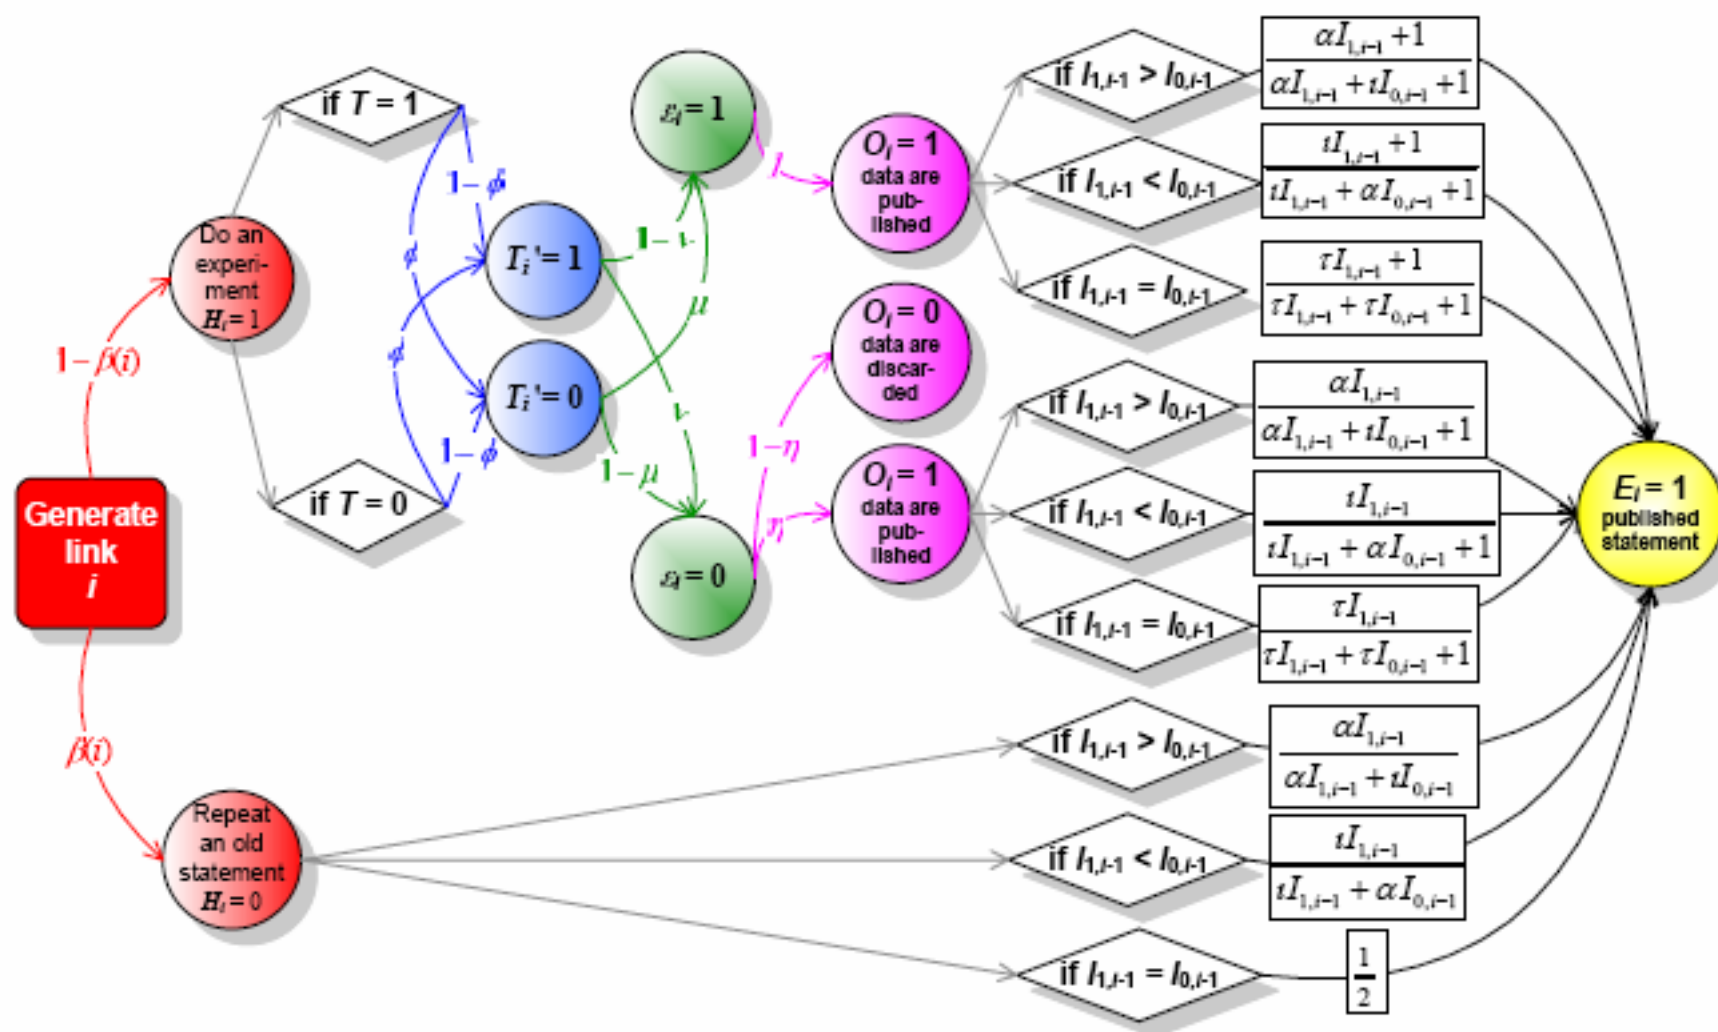 Generate
link
i
1−β(i)
β(i)
Do an
experi-
ment
Hᵢ = 1
Repeat
an old
statement
Hᵢ = 0
if T = 1
if T = 0
1−ϕ
1−ϕ
Tᵢ' = 1
Tᵢ' = 0
μ
1−μ
εᵢ = 1
εᵢ = 0
1
1−η
η
Oᵢ = 1
data are
pub-
lished
Oᵢ = 0
data are
discar-
ded
Oᵢ = 1
data are
pub-
lished
if I₁,ᵢ₋₁ > I₀,ᵢ₋₁
αI₁,ᵢ₋₁ + 1
αI₁,ᵢ₋₁ + ιI₀,ᵢ₋₁ + 1
if I₁,ᵢ₋₁ < I₀,ᵢ₋₁
ιI₁,ᵢ₋₁ + 1
ιI₁,ᵢ₋₁ + αI₀,ᵢ₋₁ + 1
if I₁,ᵢ₋₁ = I₀,ᵢ₋₁
τI₁,ᵢ₋₁ + 1
τI₁,ᵢ₋₁ + τI₀,ᵢ₋₁ + 1
if I₁,ᵢ₋₁ > I₀,ᵢ₋₁
αI₁,ᵢ₋₁
αI₁,ᵢ₋₁ + ιI₀,ᵢ₋₁ + 1
if I₁,ᵢ₋₁ < I₀,ᵢ₋₁
ιI₁,ᵢ₋₁
ιI₁,ᵢ₋₁ + αI₀,ᵢ₋₁ + 1
if I₁,ᵢ₋₁ = I₀,ᵢ₋₁
τI₁,ᵢ₋₁
τI₁,ᵢ₋₁ + τI₀,ᵢ₋₁ + 1
if I₁,ᵢ₋₁ > I₀,ᵢ₋₁
αI₁,ᵢ₋₁
αI₁,ᵢ₋₁ + ιI₀,ᵢ₋₁
if I₁,ᵢ₋₁ < I₀,ᵢ₋₁
ιI₁,ᵢ₋₁
ιI₁,ᵢ₋₁ + αI₀,ᵢ₋₁
if I₁,ᵢ₋₁ = I₀,ᵢ₋₁
1
2
Eᵢ = 1
published
statement